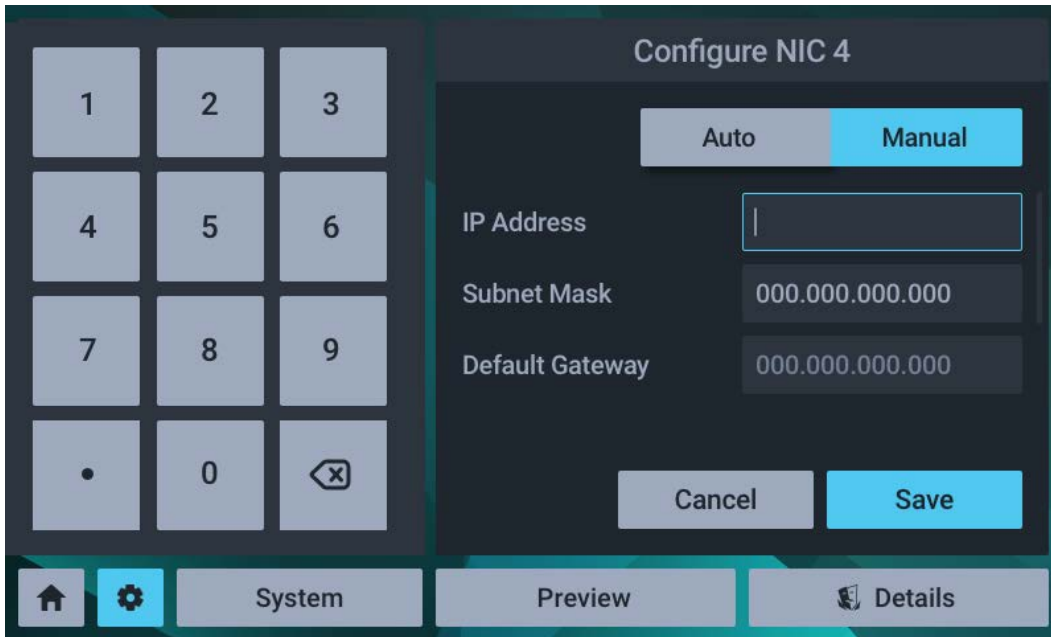 1 2 3
4 5 6
7 8 9
• 0
Configure NIC 4
Auto Manual
IP Address
Subnet Mask 000.000.000.000
Default Gateway 000.000.000.000
Cancel Save
System Preview Details